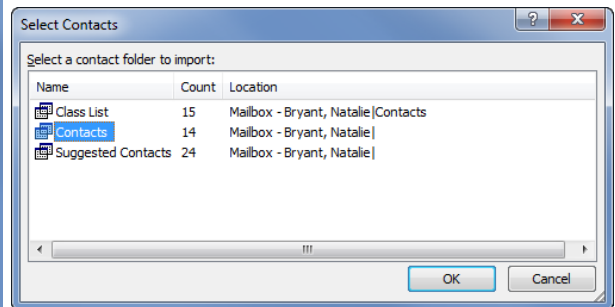 Select Contacts
Select a contact folder to import:
Name Count Location
Class List 15 Mailbox - Bryant, Natalie|Contacts
Contacts 14 Mailbox - Bryant, Natalie|
Suggested Contacts 24 Mailbox - Bryant, Natalie|
OK Cancel